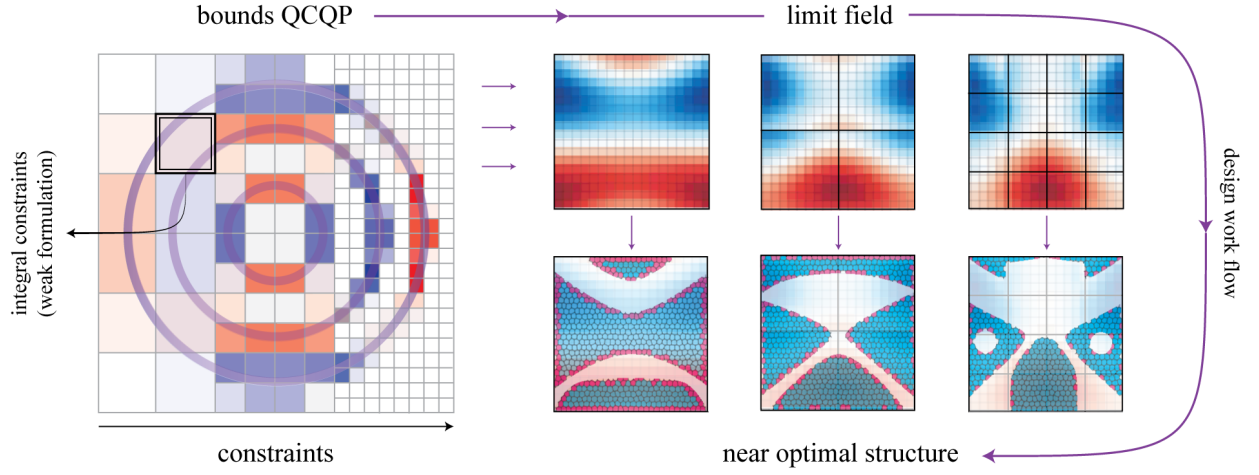 bounds QCQP
limit field
integral constraints
(weak formulation)
design work flow
constraints
near optimal structure